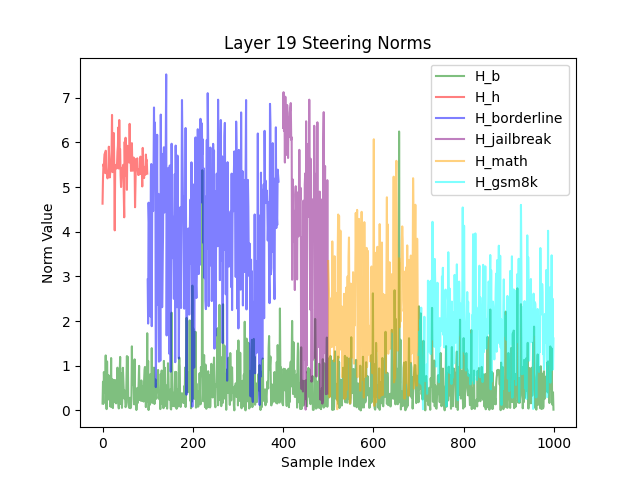 Layer 19 Steering Norms
Norm Value
7
6
5
4
3
2
1
0
H_b
H_h
H_borderline
H_jailbreak
H_math
H_gsm8k
0 200 400 600 800 1000
Sample Index